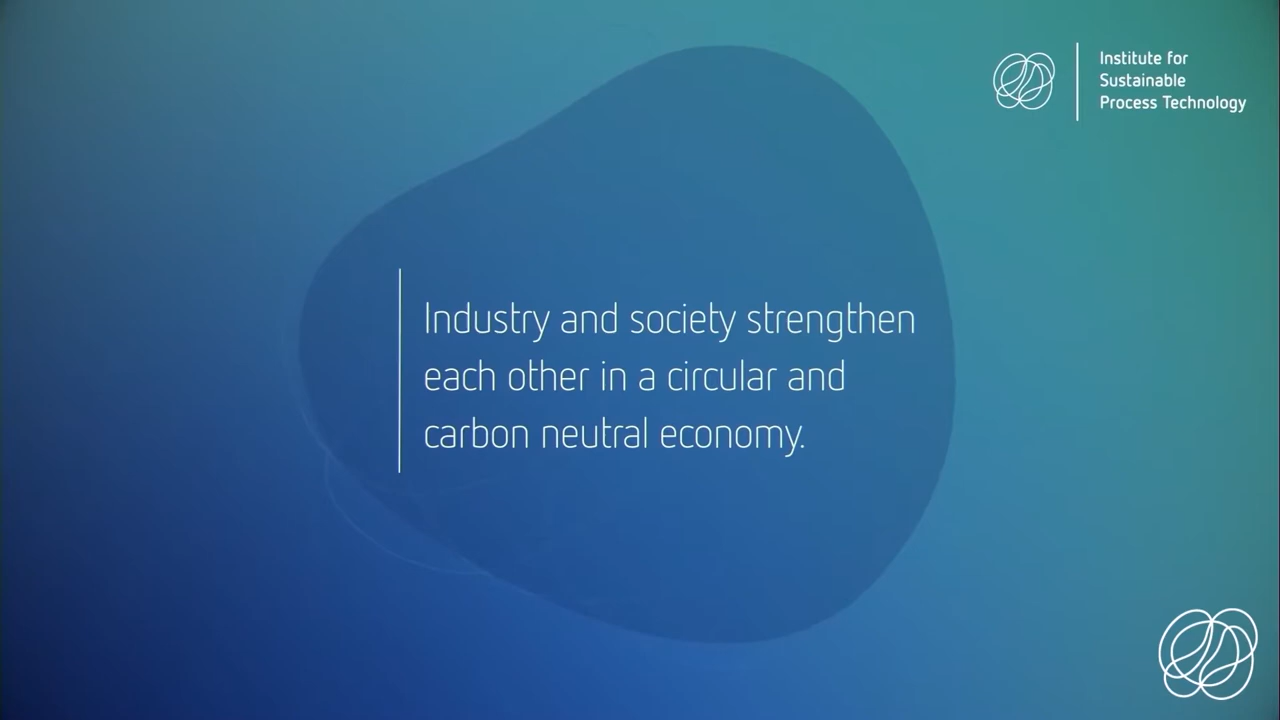 Institute for
Sustainable
Process Technology
Industry and society strengthen
each other in a circular and
carbon neutral economy.